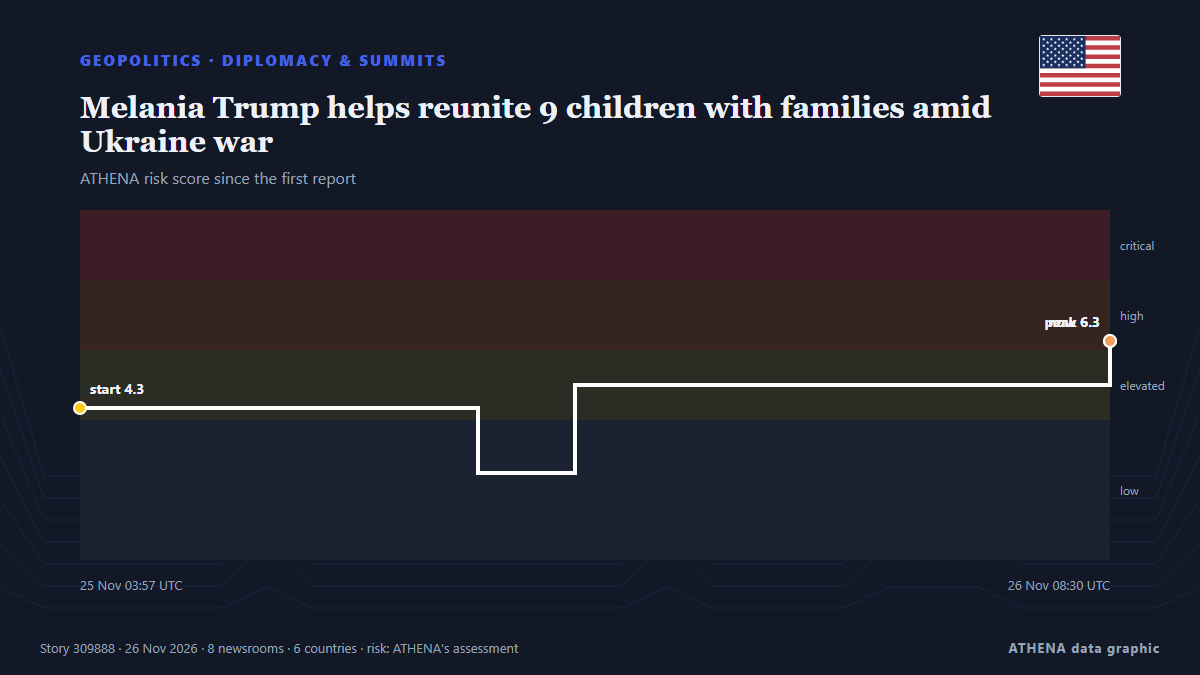 GEOPOLITICS · DIPLOMACY & SUMMITS
Melania Trump helps reunite 9 children with families amid
Ukraine war
ATHENA risk score since the first report
critical
high
peak 6.3
elevated
start 4.3
low
25 Nov 03:57 UTC
26 Nov 08:30 UTC
Story 309888 · 26 Nov 2026 · 8 newsrooms · 6 countries · risk: ATHENA's assessment
ATHENA data graphic